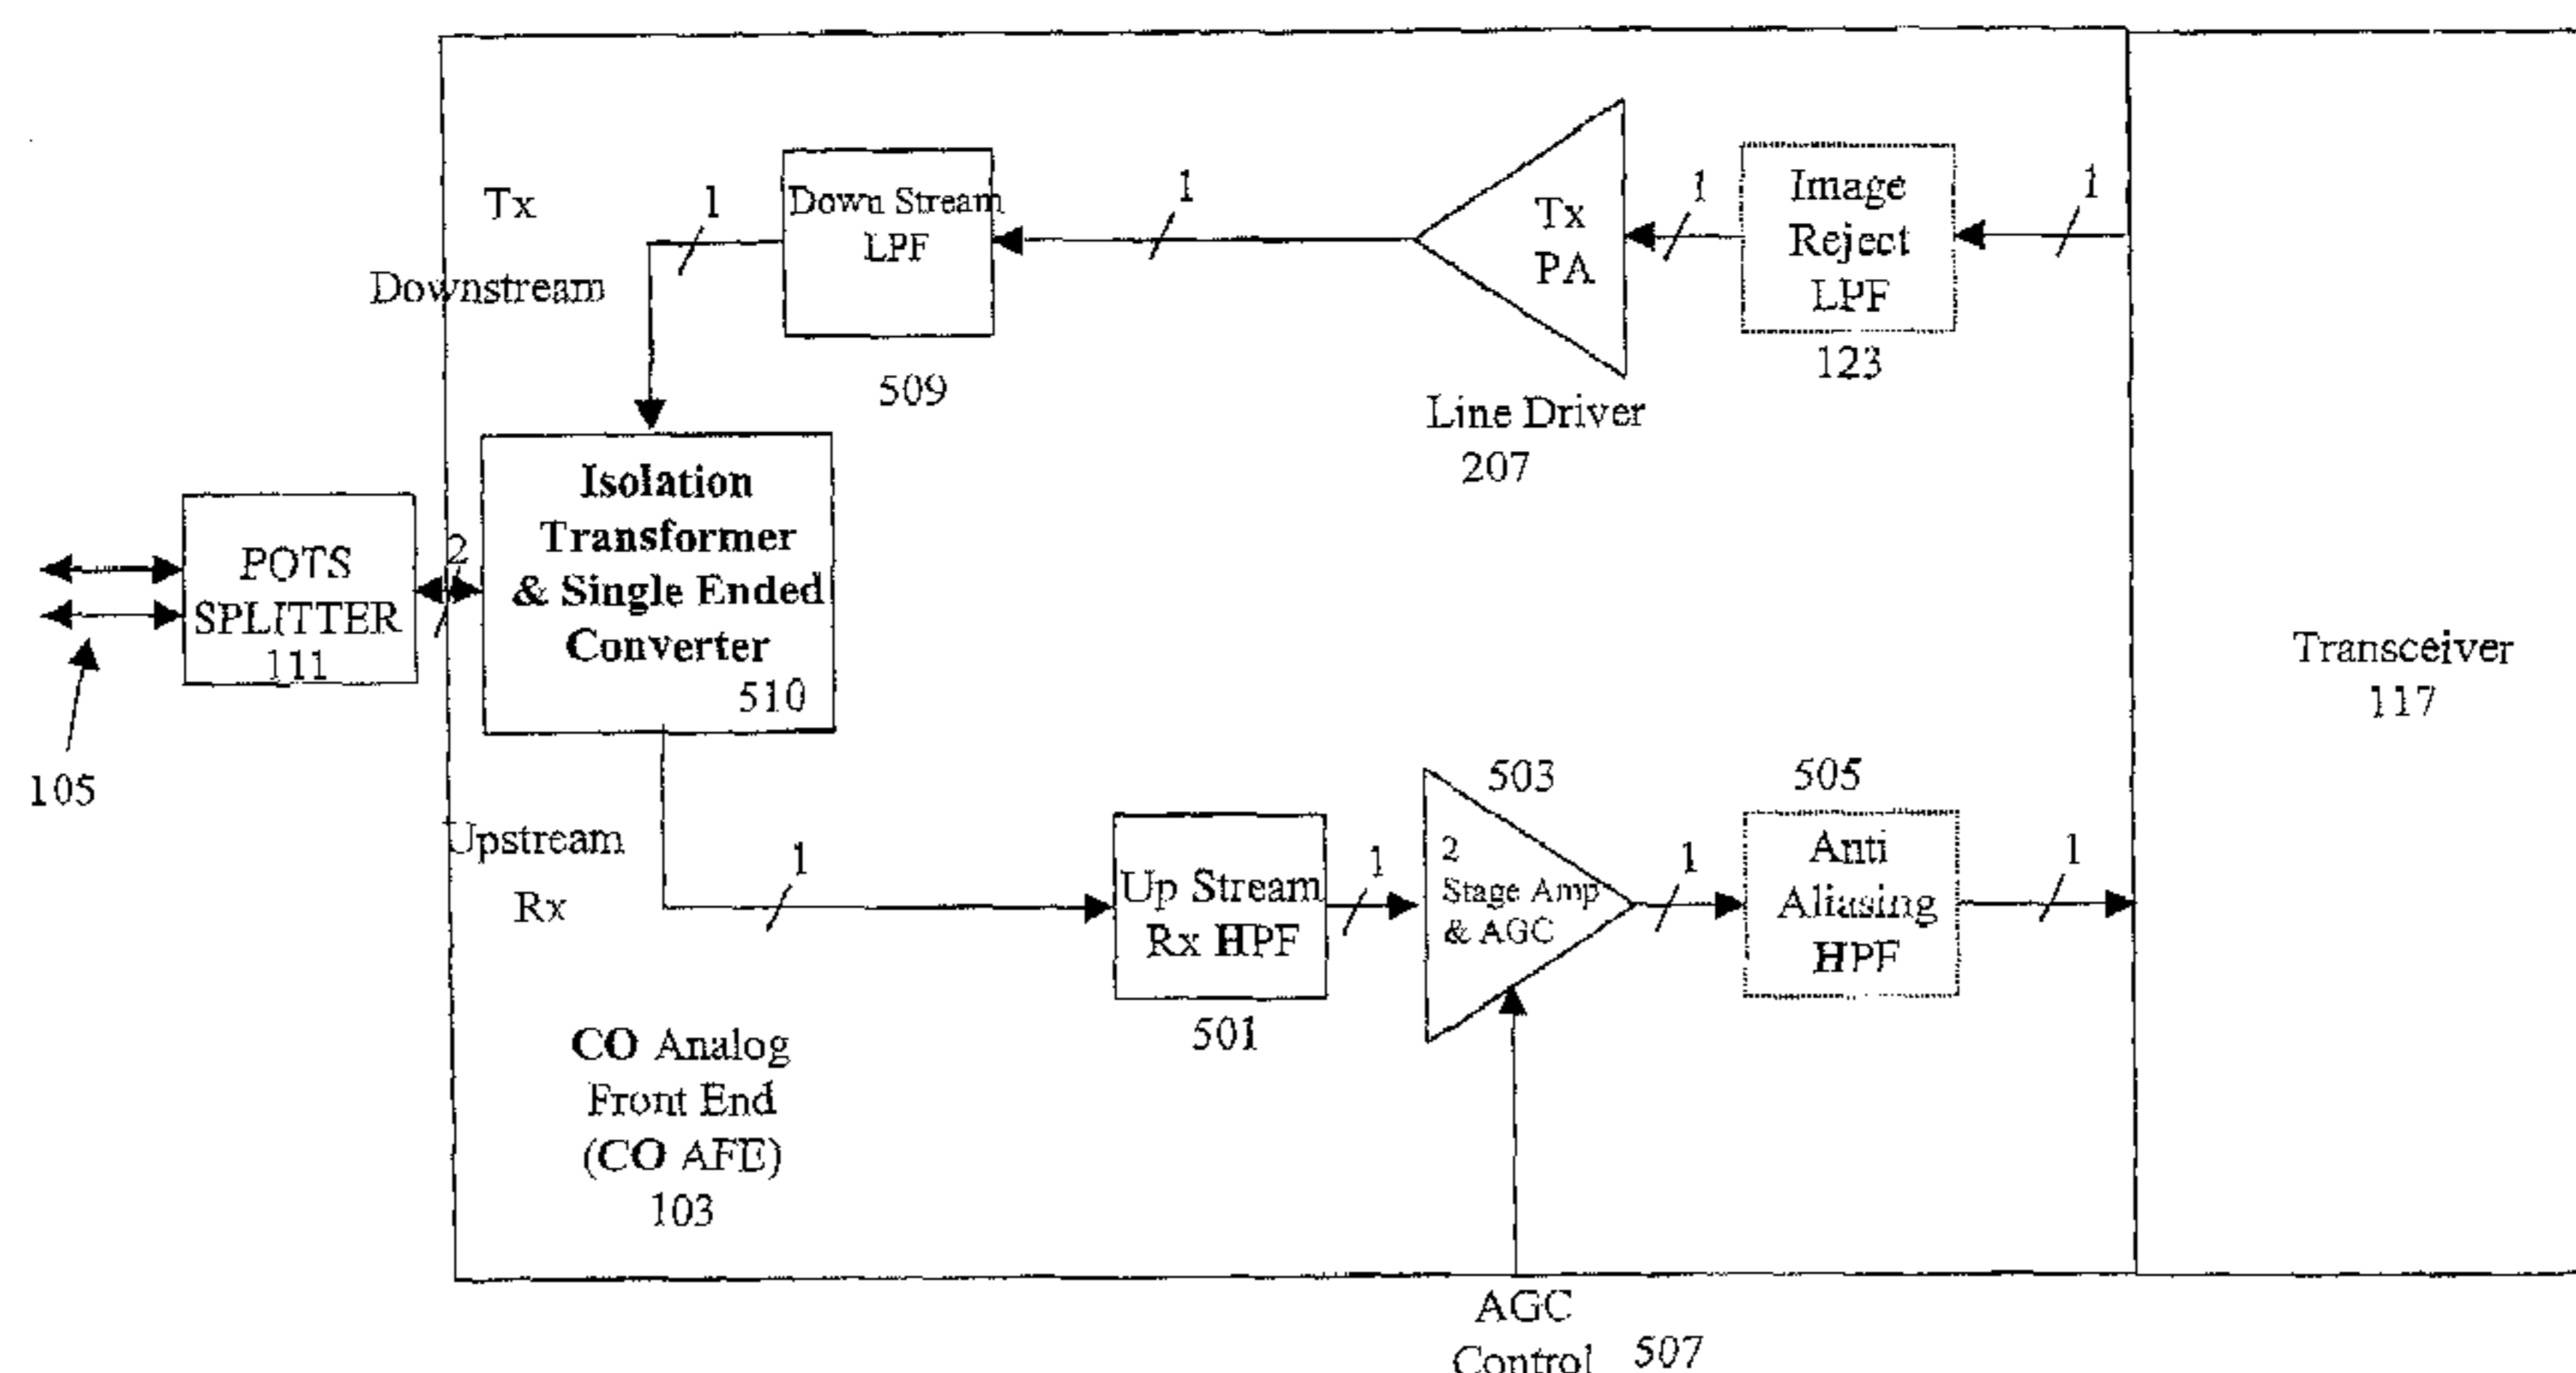 Tx
Downstream
1
Down Stream
LPF
509
1
Tx
PA
Line Driver
207
1
Image
Reject
LPF
123
1
Isolation
Transformer
& Single Ended
Converter
510
2
POTS
SPLITTER
111
105
Transceiver
117
Upstream
Rx
1
Up Stream
Rx HPF
501
1
503
2
Stage Amp
& AGC
1
505
Anti
Aliasing
HPF
1
CO Analog
Front End
(CO AFE)
103
AGC
Control 507